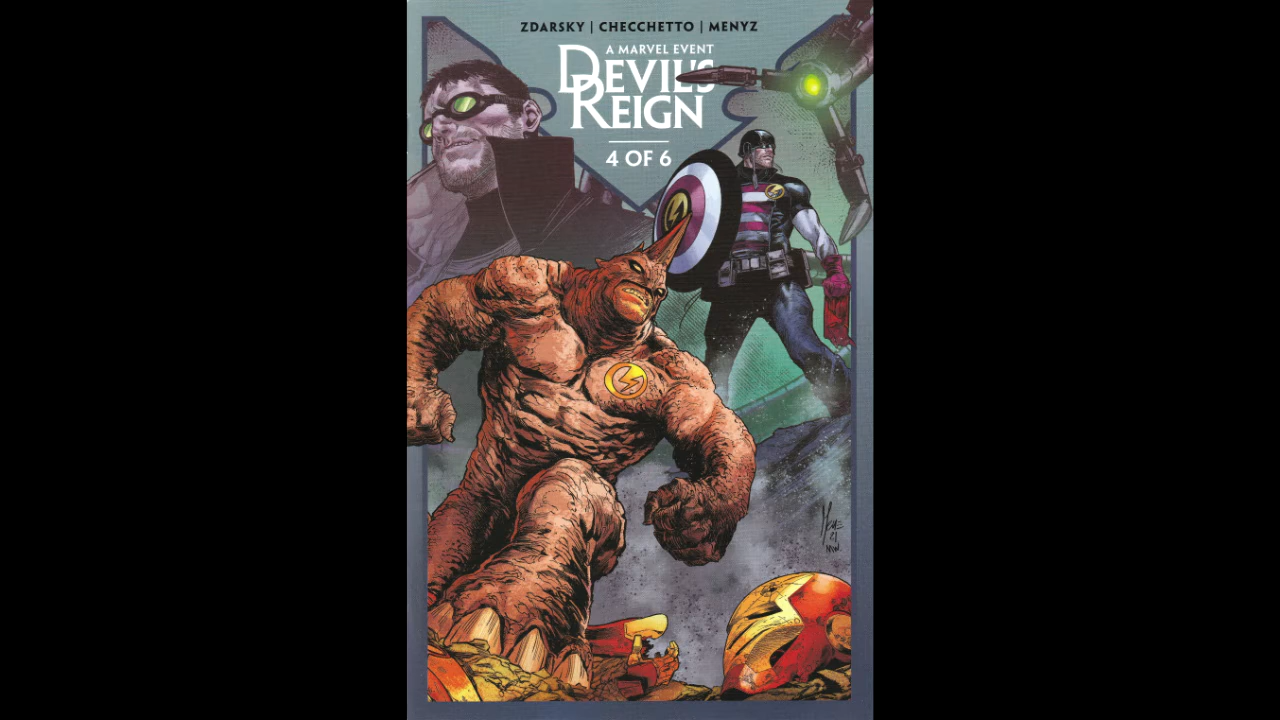 ZDARSKY | CHECCHETTO | MENYZ
A MARVEL EVENT
DEVIL'S
REIGN
4 OF 6